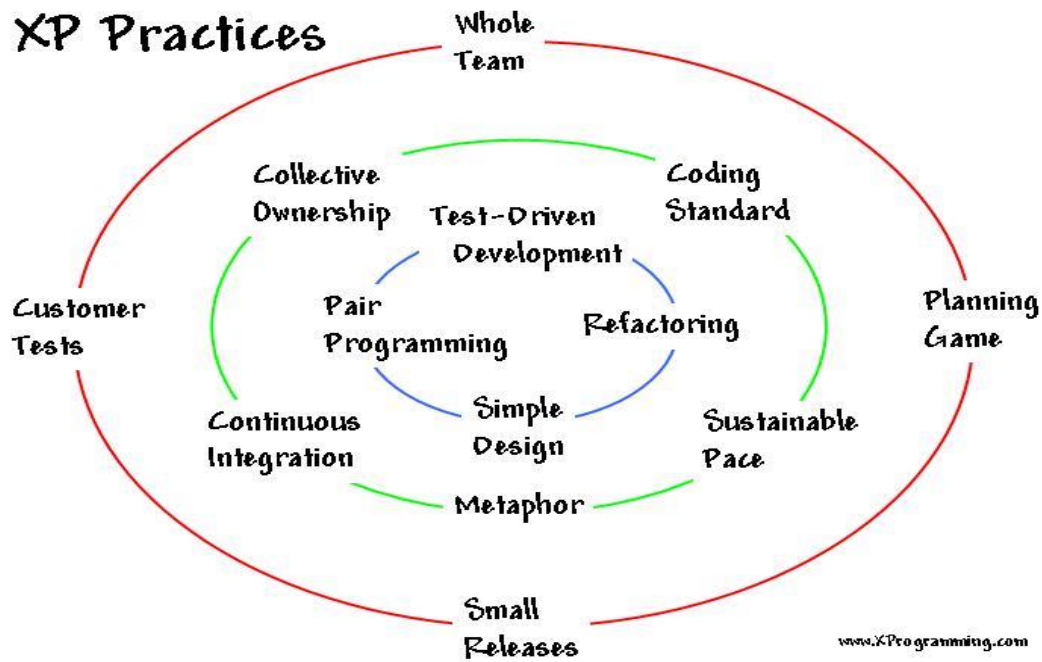 XP Practices
Whole
Team
Collective
Ownership
Coding
Standard
Test-Driven
Development
Customer
Tests
Pair
Programming
Refactoring
Planning
Game
Continuous
Integration
Simple
Design
Sustainable
Pace
Metaphor
Small
Releases
www.XProgramming.com